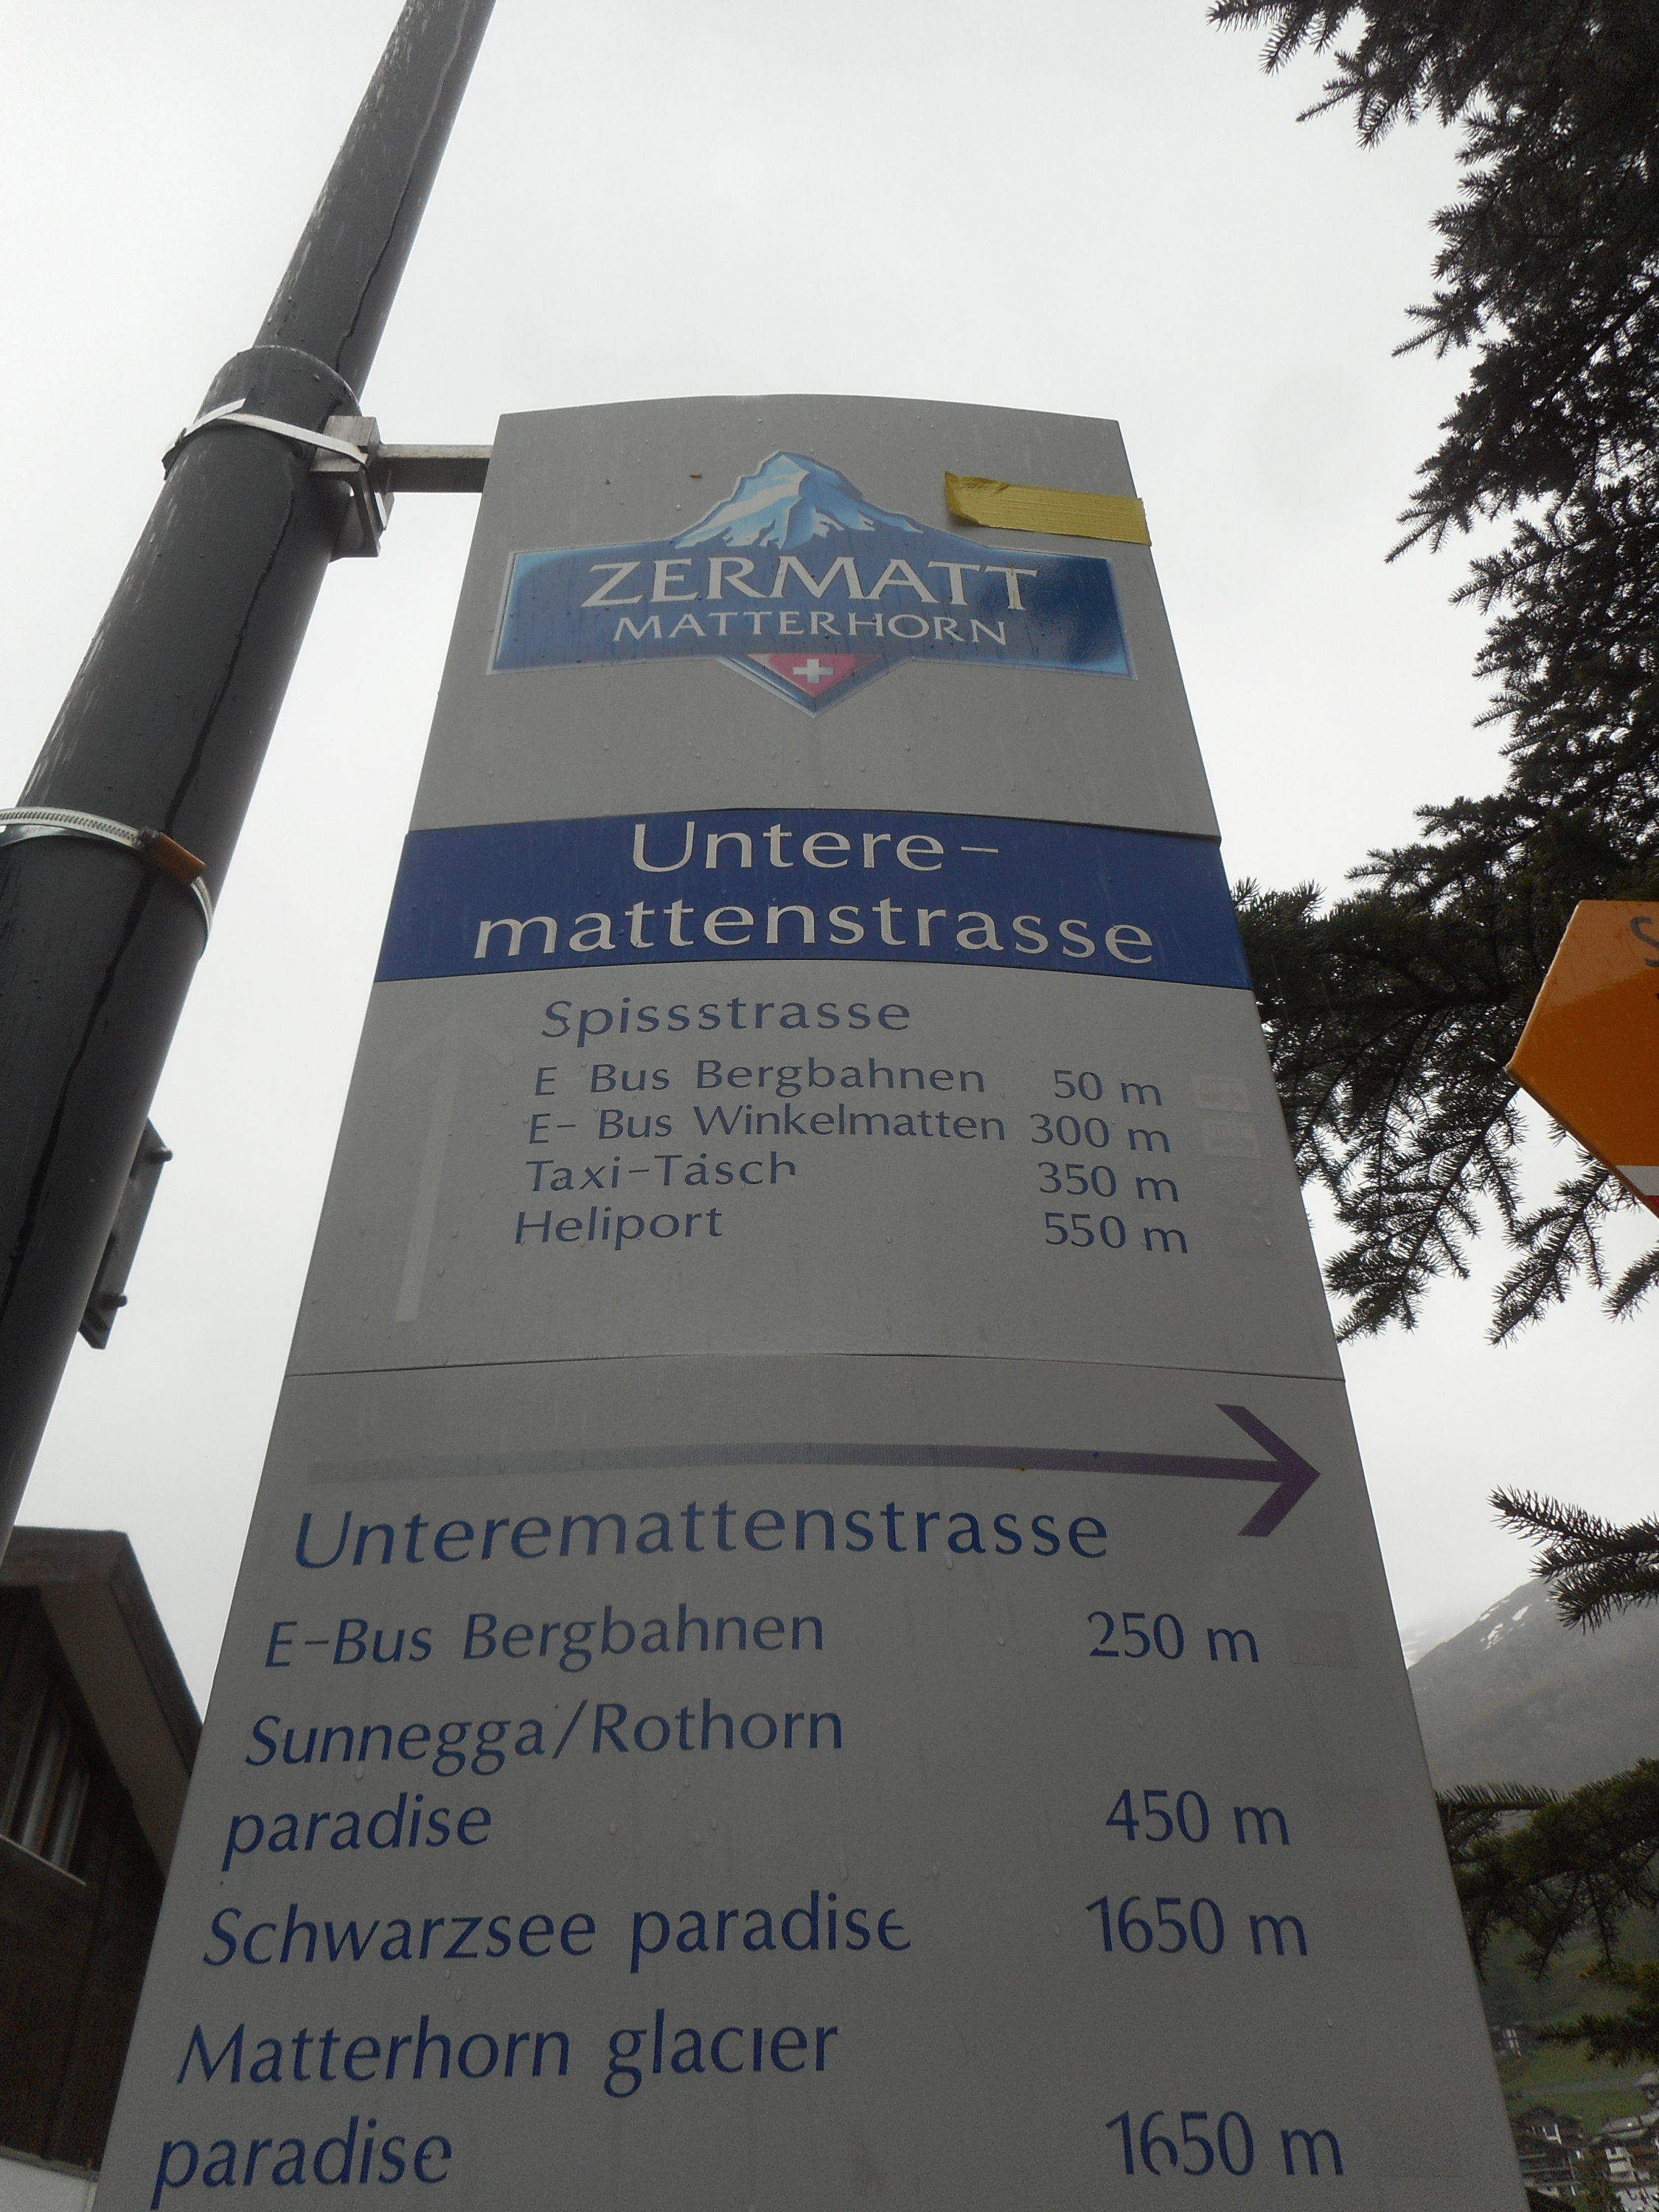 ZERMATT
MATTERHORN
Untere-
mattenstrasse
Spissstrasse
E Bus Bergbahnen 50 m
E- Bus Winkelmatten 300 m
Taxi-Täsch 350 m
Heliport 550 m
Unteremattenstrasse
E-Bus Bergbahnen 250 m
Sunnegga/Rothorn
paradise 450 m
Schwarzsee paradise 1650 m
Matterhorn glacier
paradise 1650 m